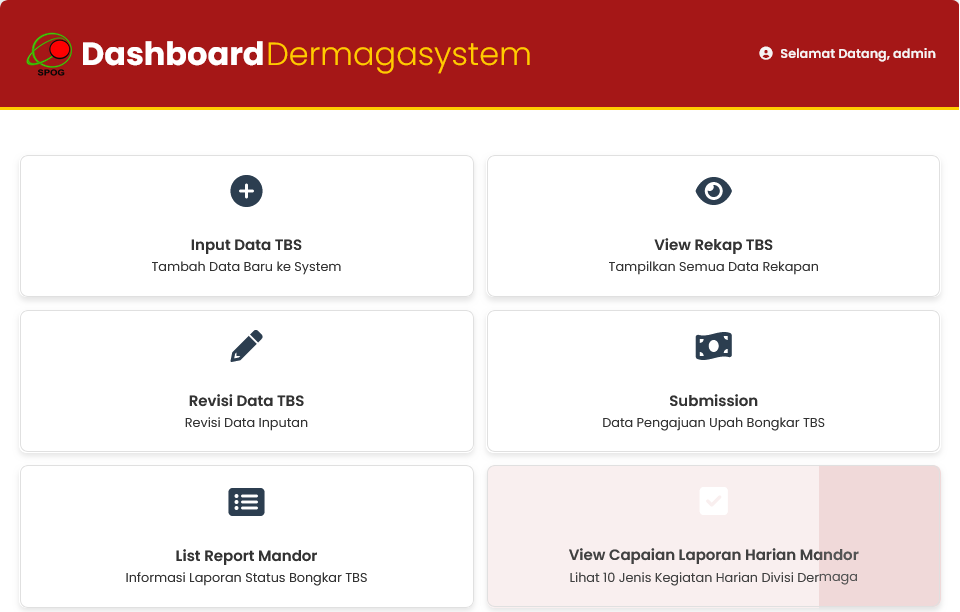 SPOG
DashboardDermagasystem
Selamat Datang, admin
Input Data TBS
Tambah Data Baru ke System
View Rekap TBS
Tampilkan Semua Data Rekapan
Revisi Data TBS
Revisi Data Inputan
Submission
Data Pengajuan Upah Bongkar TBS
List Report Mandor
Informasi Laporan Status Bongkar TBS
View Capaian Laporan Harian Mandor
Lihat 10 Jenis Kegiatan Harian Divisi Dermaga